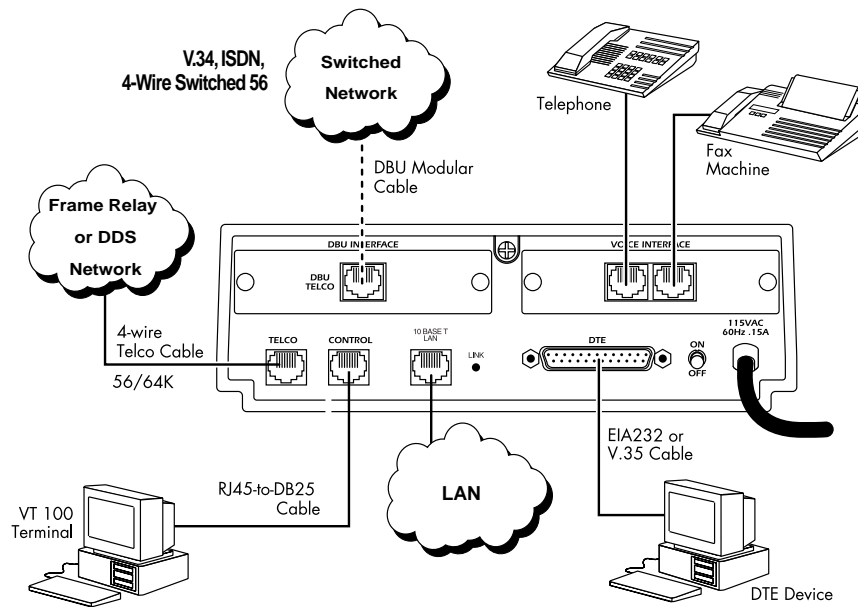 V.34, ISDN,
4-Wire Switched 56
Switched
Network
Telephone
Fax
Machine
DBU Modular
Cable
Frame Relay
or DDS
Network
DBU INTERFACE
VOICE INTERFACE
DBU
TELCO
4-wire
Telco Cable
56/64K
TELCO
CONTROL
10 BASE T
LAN
LINK
DTE
ON
OFF
115VAC
60Hz .15A
EIA232 or
V.35 Cable
RJ45-to-DB25
Cable
LAN
VT 100
Terminal
DTE Device